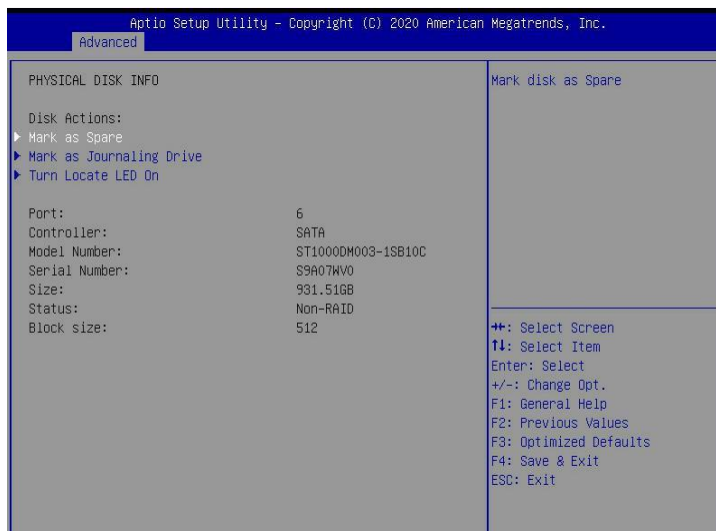 Aptio Setup Utility – Copyright (C) 2020 American Megatrends, Inc.
Advanced
PHYSICAL DISK INFO
Disk Actions:
Mark as Spare
Mark as Journaling Drive
Turn Locate LED On
Port: 6
Controller: SATA
Model Number: ST1000DM003-1SB10C
Serial Number: S9A07WV0
Size: 931.51GB
Status: Non-RAID
Block size: 512
Mark disk as Spare
→←: Select Screen
↑↓: Select Item
Enter: Select
+/-: Change Opt.
F1: General Help
F2: Previous Values
F3: Optimized Defaults
F4: Save & Exit
ESC: Exit